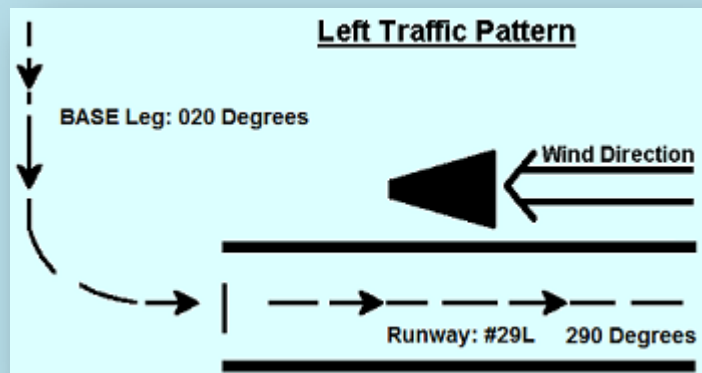 Left Traffic Pattern
BASE Leg: 020 Degrees
Wind Direction
Runway: #29L 290 Degrees